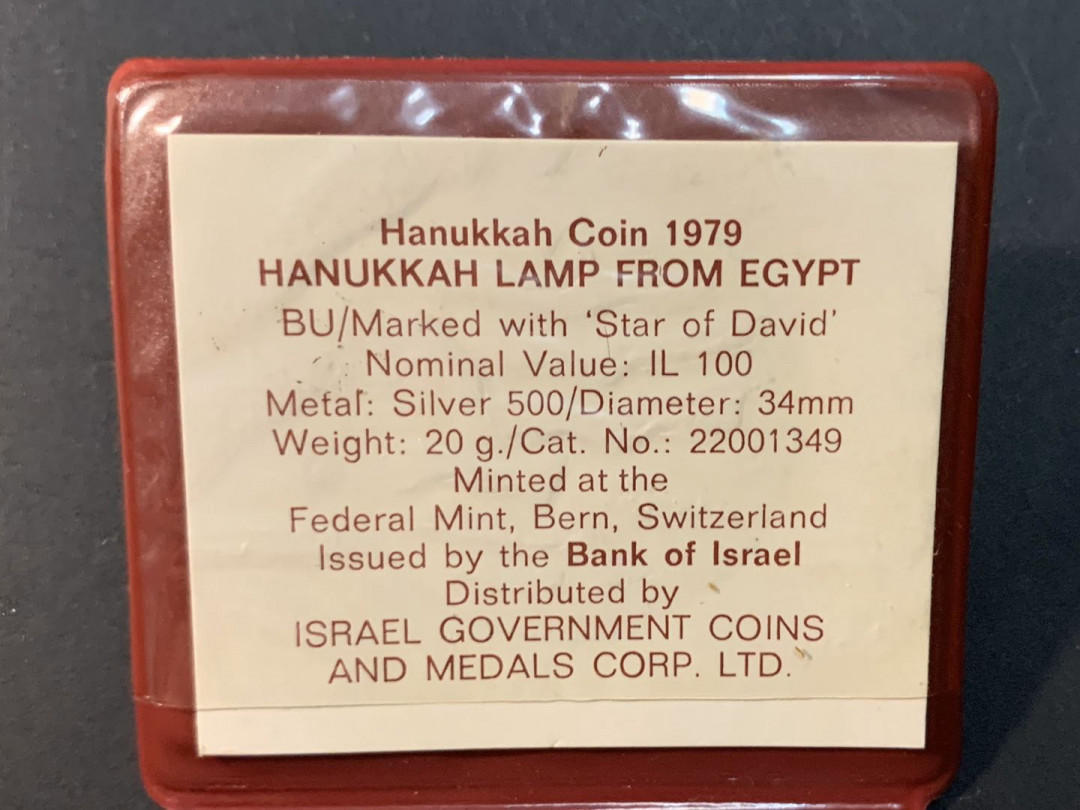 Hanukkah Coin 1979
HANUKKAH LAMP FROM EGYPT
BU/Marked with ‘Star of David’
Nominal Value: IL 100
Metal: Silver 500/Diameter: 34mm
Weight: 20 g./Cat. No.: 22001349
Minted at the
Federal Mint, Bern, Switzerland
Issued by the Bank of Israel
Distributed by
ISRAEL GOVERNMENT COINS
AND MEDALS CORP. LTD.